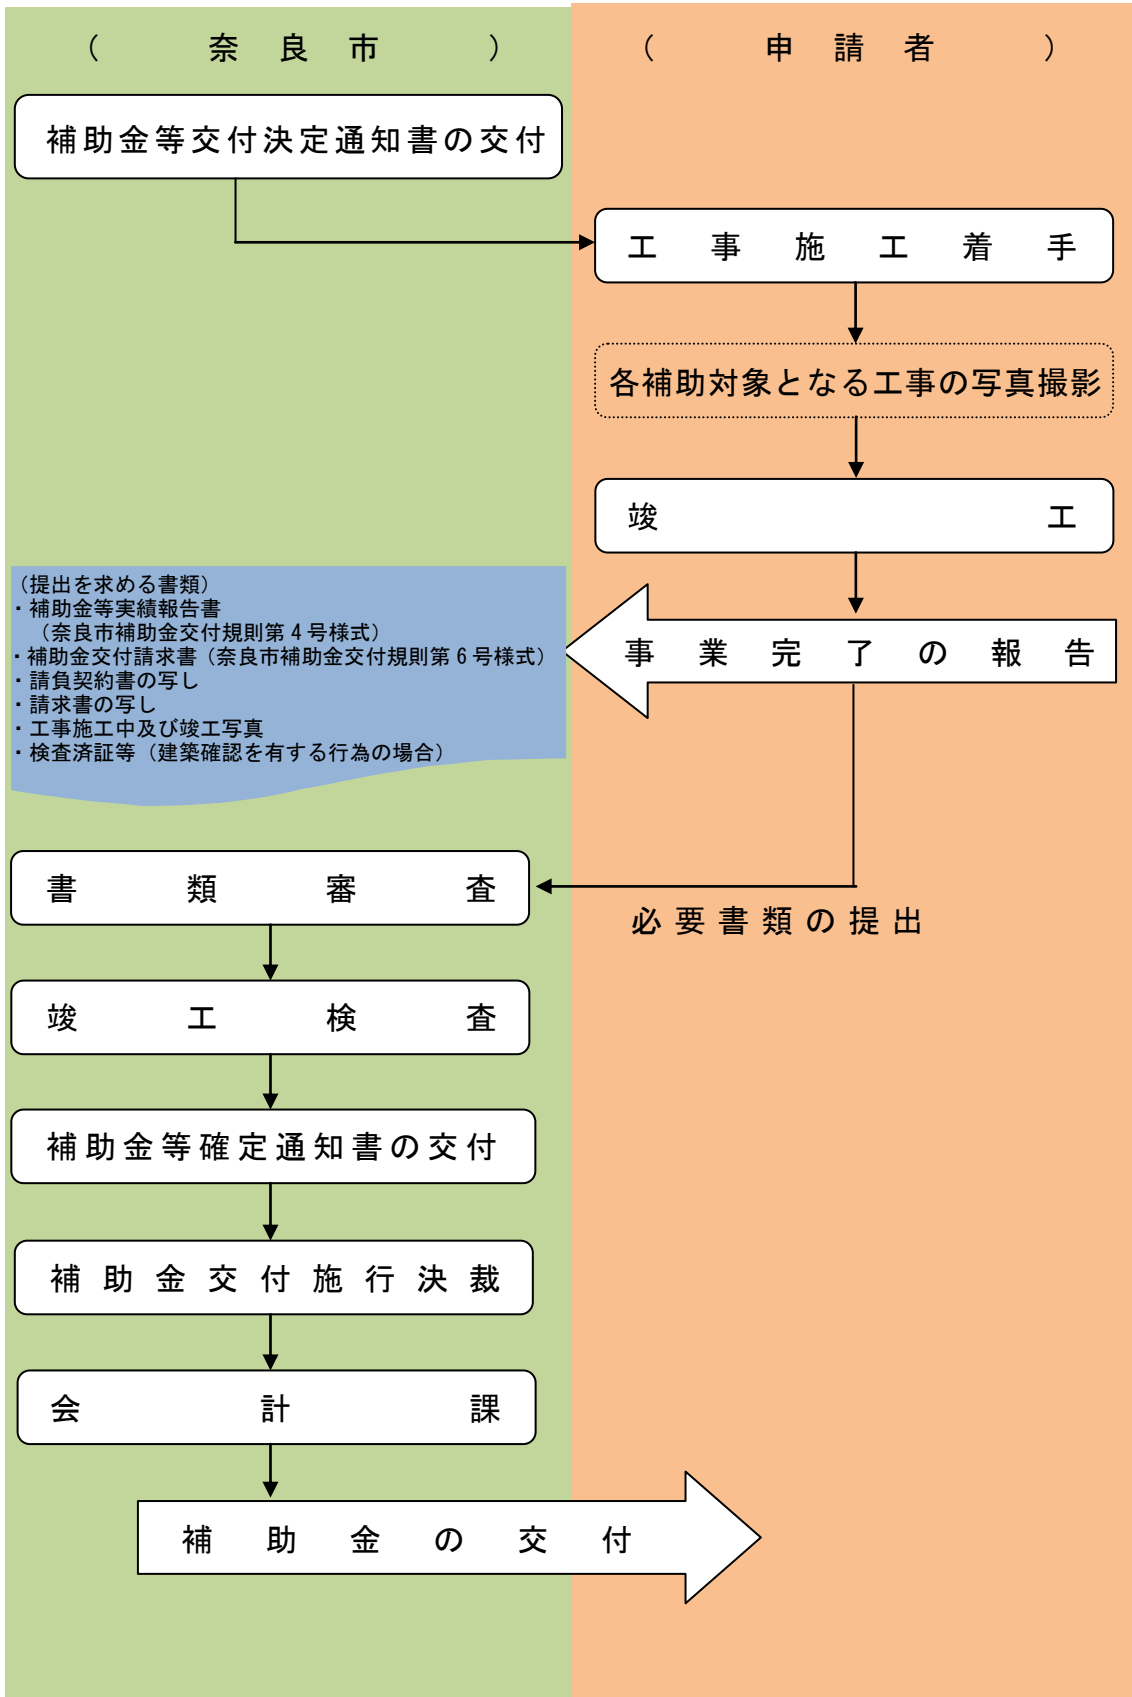 （　奈良市　）
（　申請者　）
補助金等交付決定通知書の交付
工事施工着手
各補助対象となる工事の写真撮影
竣工
事業完了の報告
（提出を求める書類）
・補助金等実績報告書
（奈良市補助金交付規則第４号様式）
・補助金交付請求書（奈良市補助金交付規則第６号様式）
・請負契約書の写し
・請求書の写し
・工事施工中及び竣工写真
・検査済証等（建築確認を有する行為の場合）
必要書類の提出
書類審査
竣工検査
補助金等確定通知書の交付
補助金交付施行決裁
会計課
補助金の交付